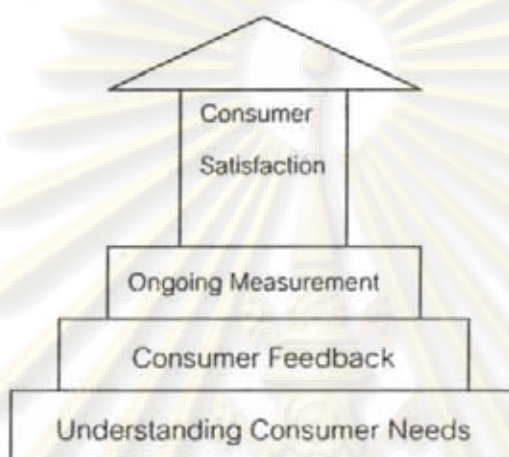 Consumer
Satisfaction
Ongoing Measurement
Consumer Feedback
Understanding Consumer Needs